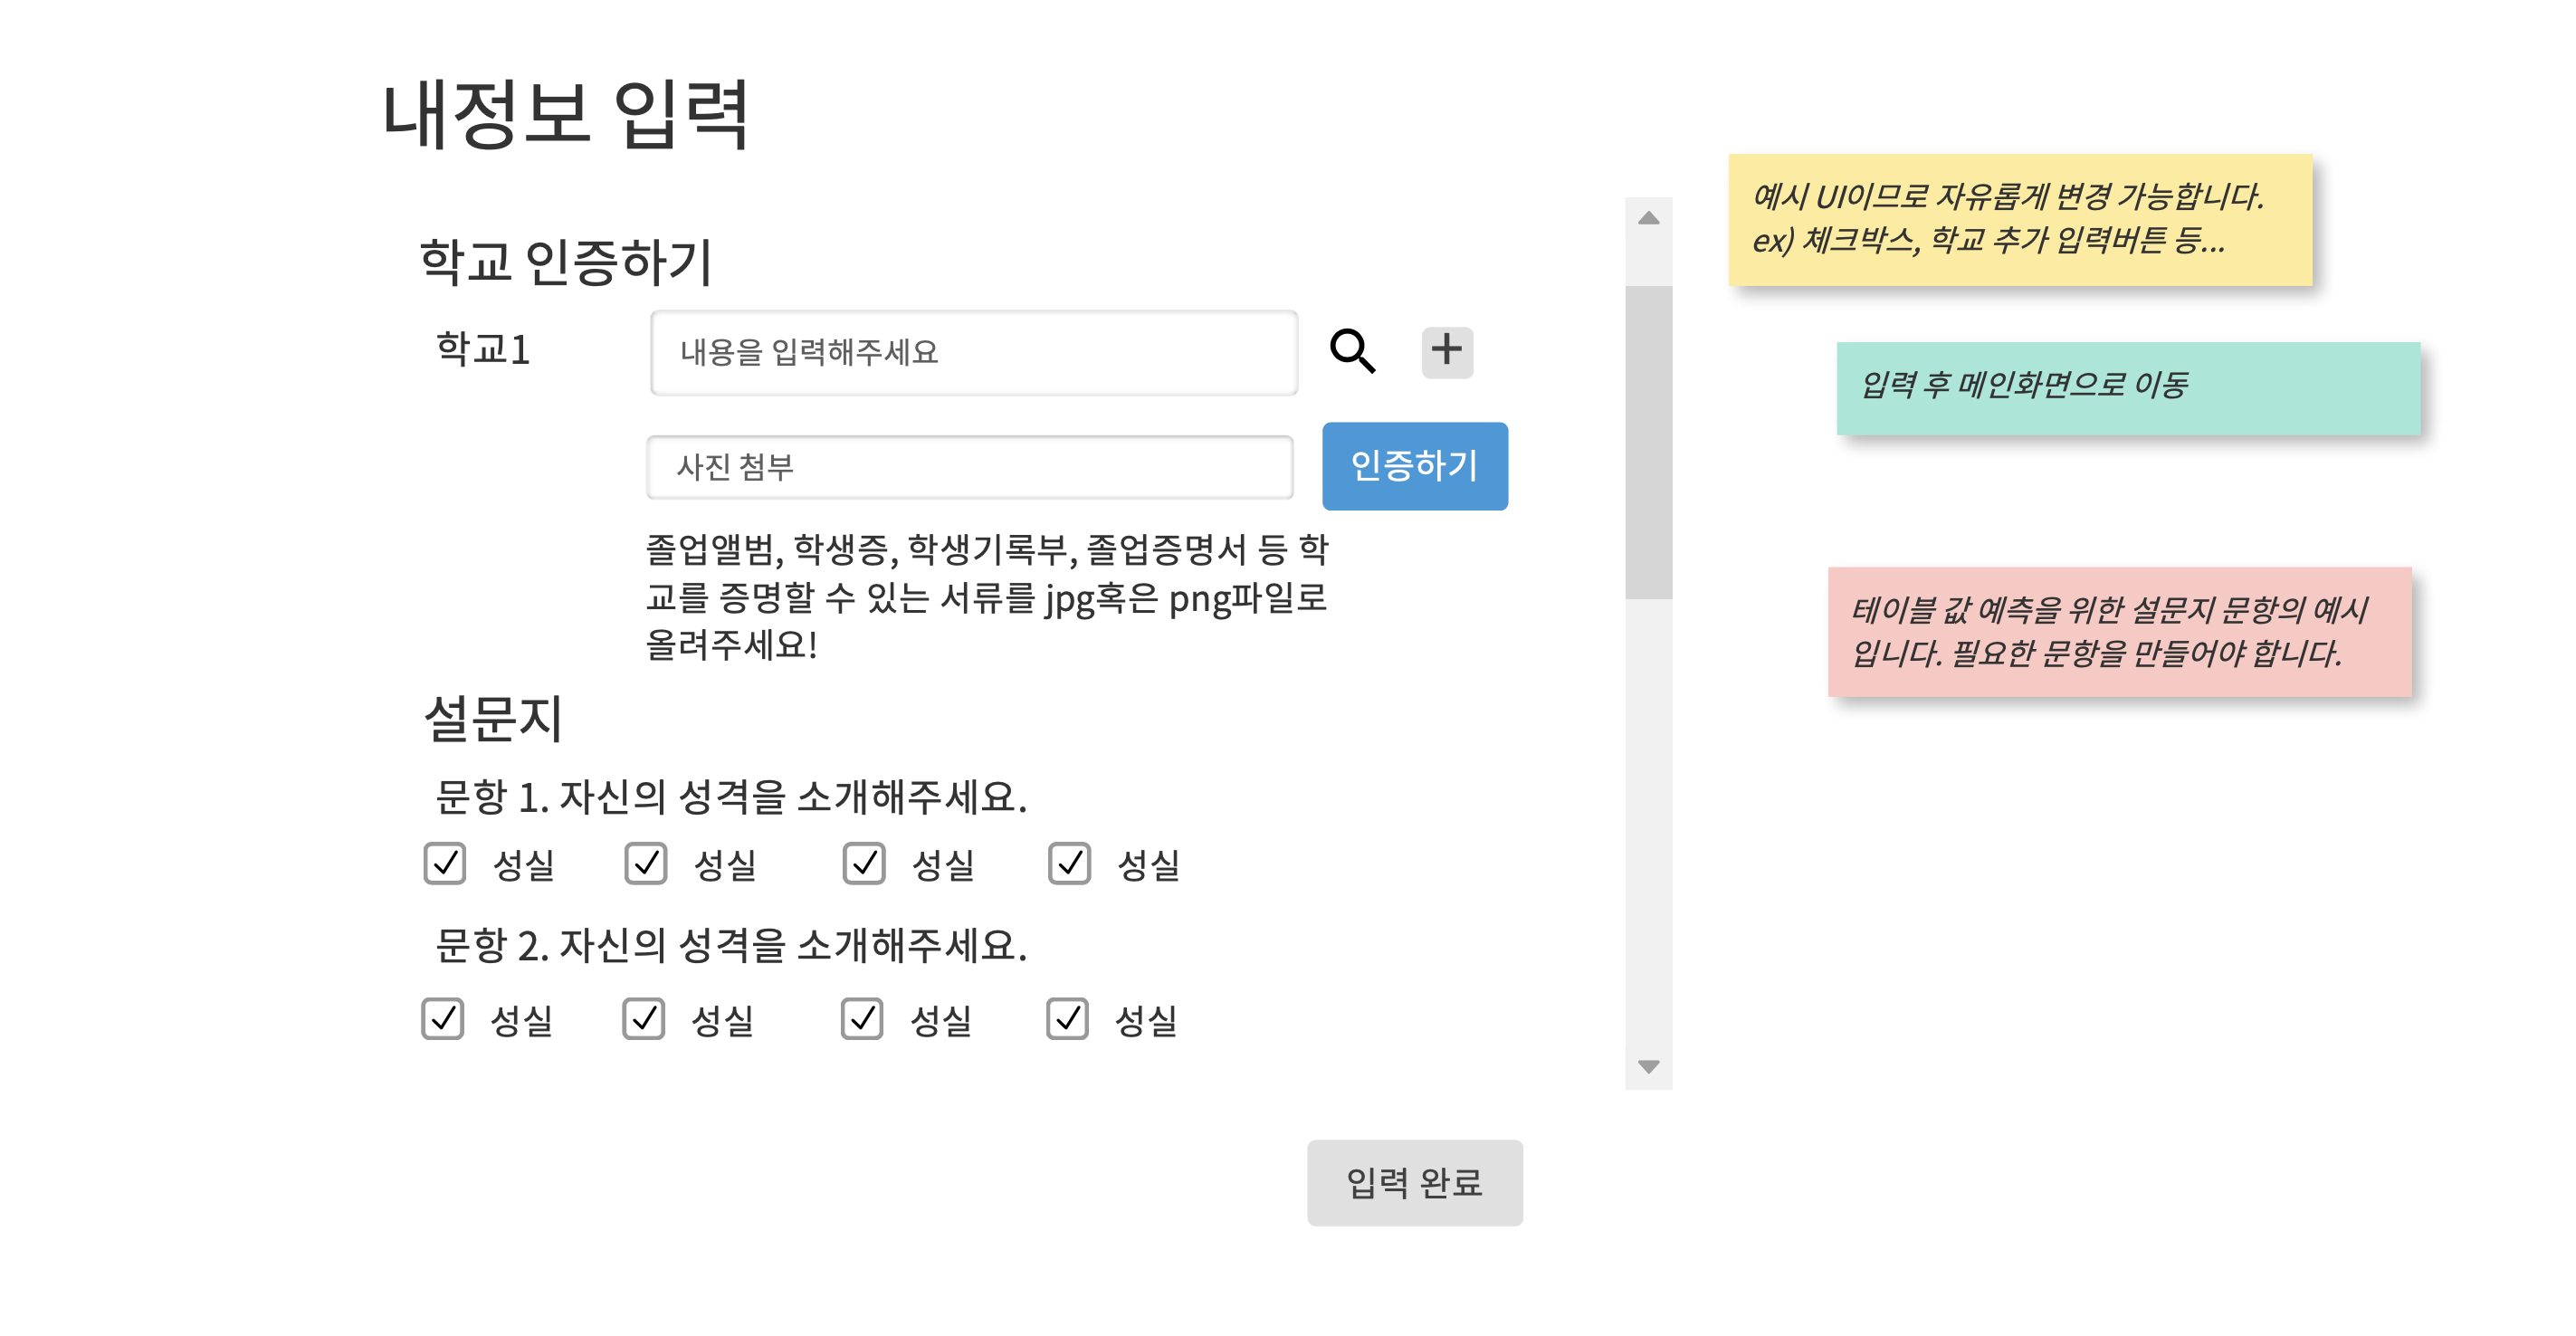 내정보 입력
예시 UI이므로 자유롭게 변경 가능합니다.
ex) 체크박스, 학교 추가 입력버튼 등...
학교 인증하기
학교1
내용을 입력해주세요
입력 후 메인화면으로 이동
사진 첨부
인증하기
졸업앨범, 학생증, 학생기록부, 졸업증명서 등 학
교를 증명할 수 있는 서류를 jpg혹은 png파일로
올려주세요!
테이블 값 예측을 위한 설문지 문항의 예시
입니다. 필요한 문항을 만들어야 합니다.
설문지
문항 1. 자신의 성격을 소개해주세요.
성실 성실 성실 성실
문항 2. 자신의 성격을 소개해주세요.
성실 성실 성실 성실
입력 완료